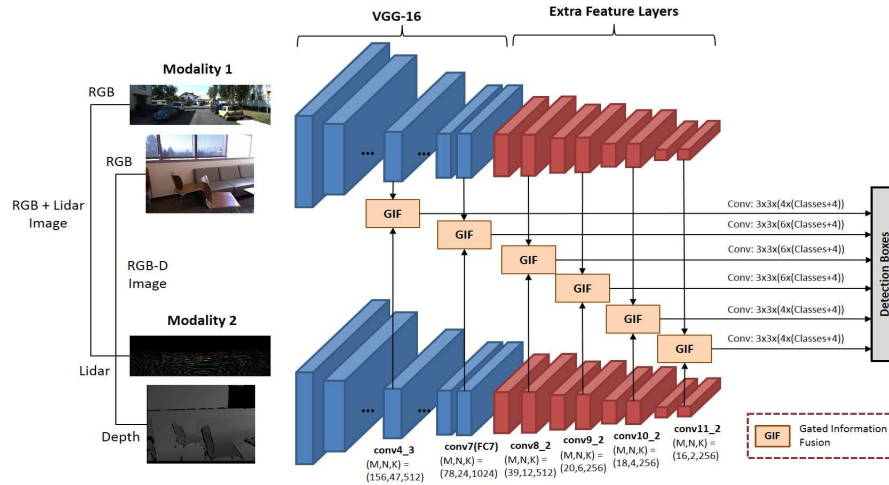 VGG-16
Extra Feature Layers
Modality 1
RGB
RGB
RGB + Lidar
Image
RGB-D
Image
Modality 2
Lidar
Depth
...
...
GIF
GIF
GIF
GIF
GIF
GIF
Conv: 3x3x(4x(Classes+4))
Conv: 3x3x(6x(Classes+4))
Conv: 3x3x(6x(Classes+4))
Conv: 3x3x(6x(Classes+4))
Conv: 3x3x(4x(Classes+4))
Conv: 3x3x(4x(Classes+4))
Detection Boxes
...
...
conv4_3
(M,N,K) =
(156,47,512)
conv7(FC7)
(M,N,K) =
(78,24,1024)
conv8_2
(M,N,K) =
(39,12,512)
conv9_2
(M,N,K) =
(20,6,256)
conv10_2
(M,N,K) =
(18,4,256)
conv11_2
(M,N,K) =
(16,2,256)
GIF
Gated Information
Fusion